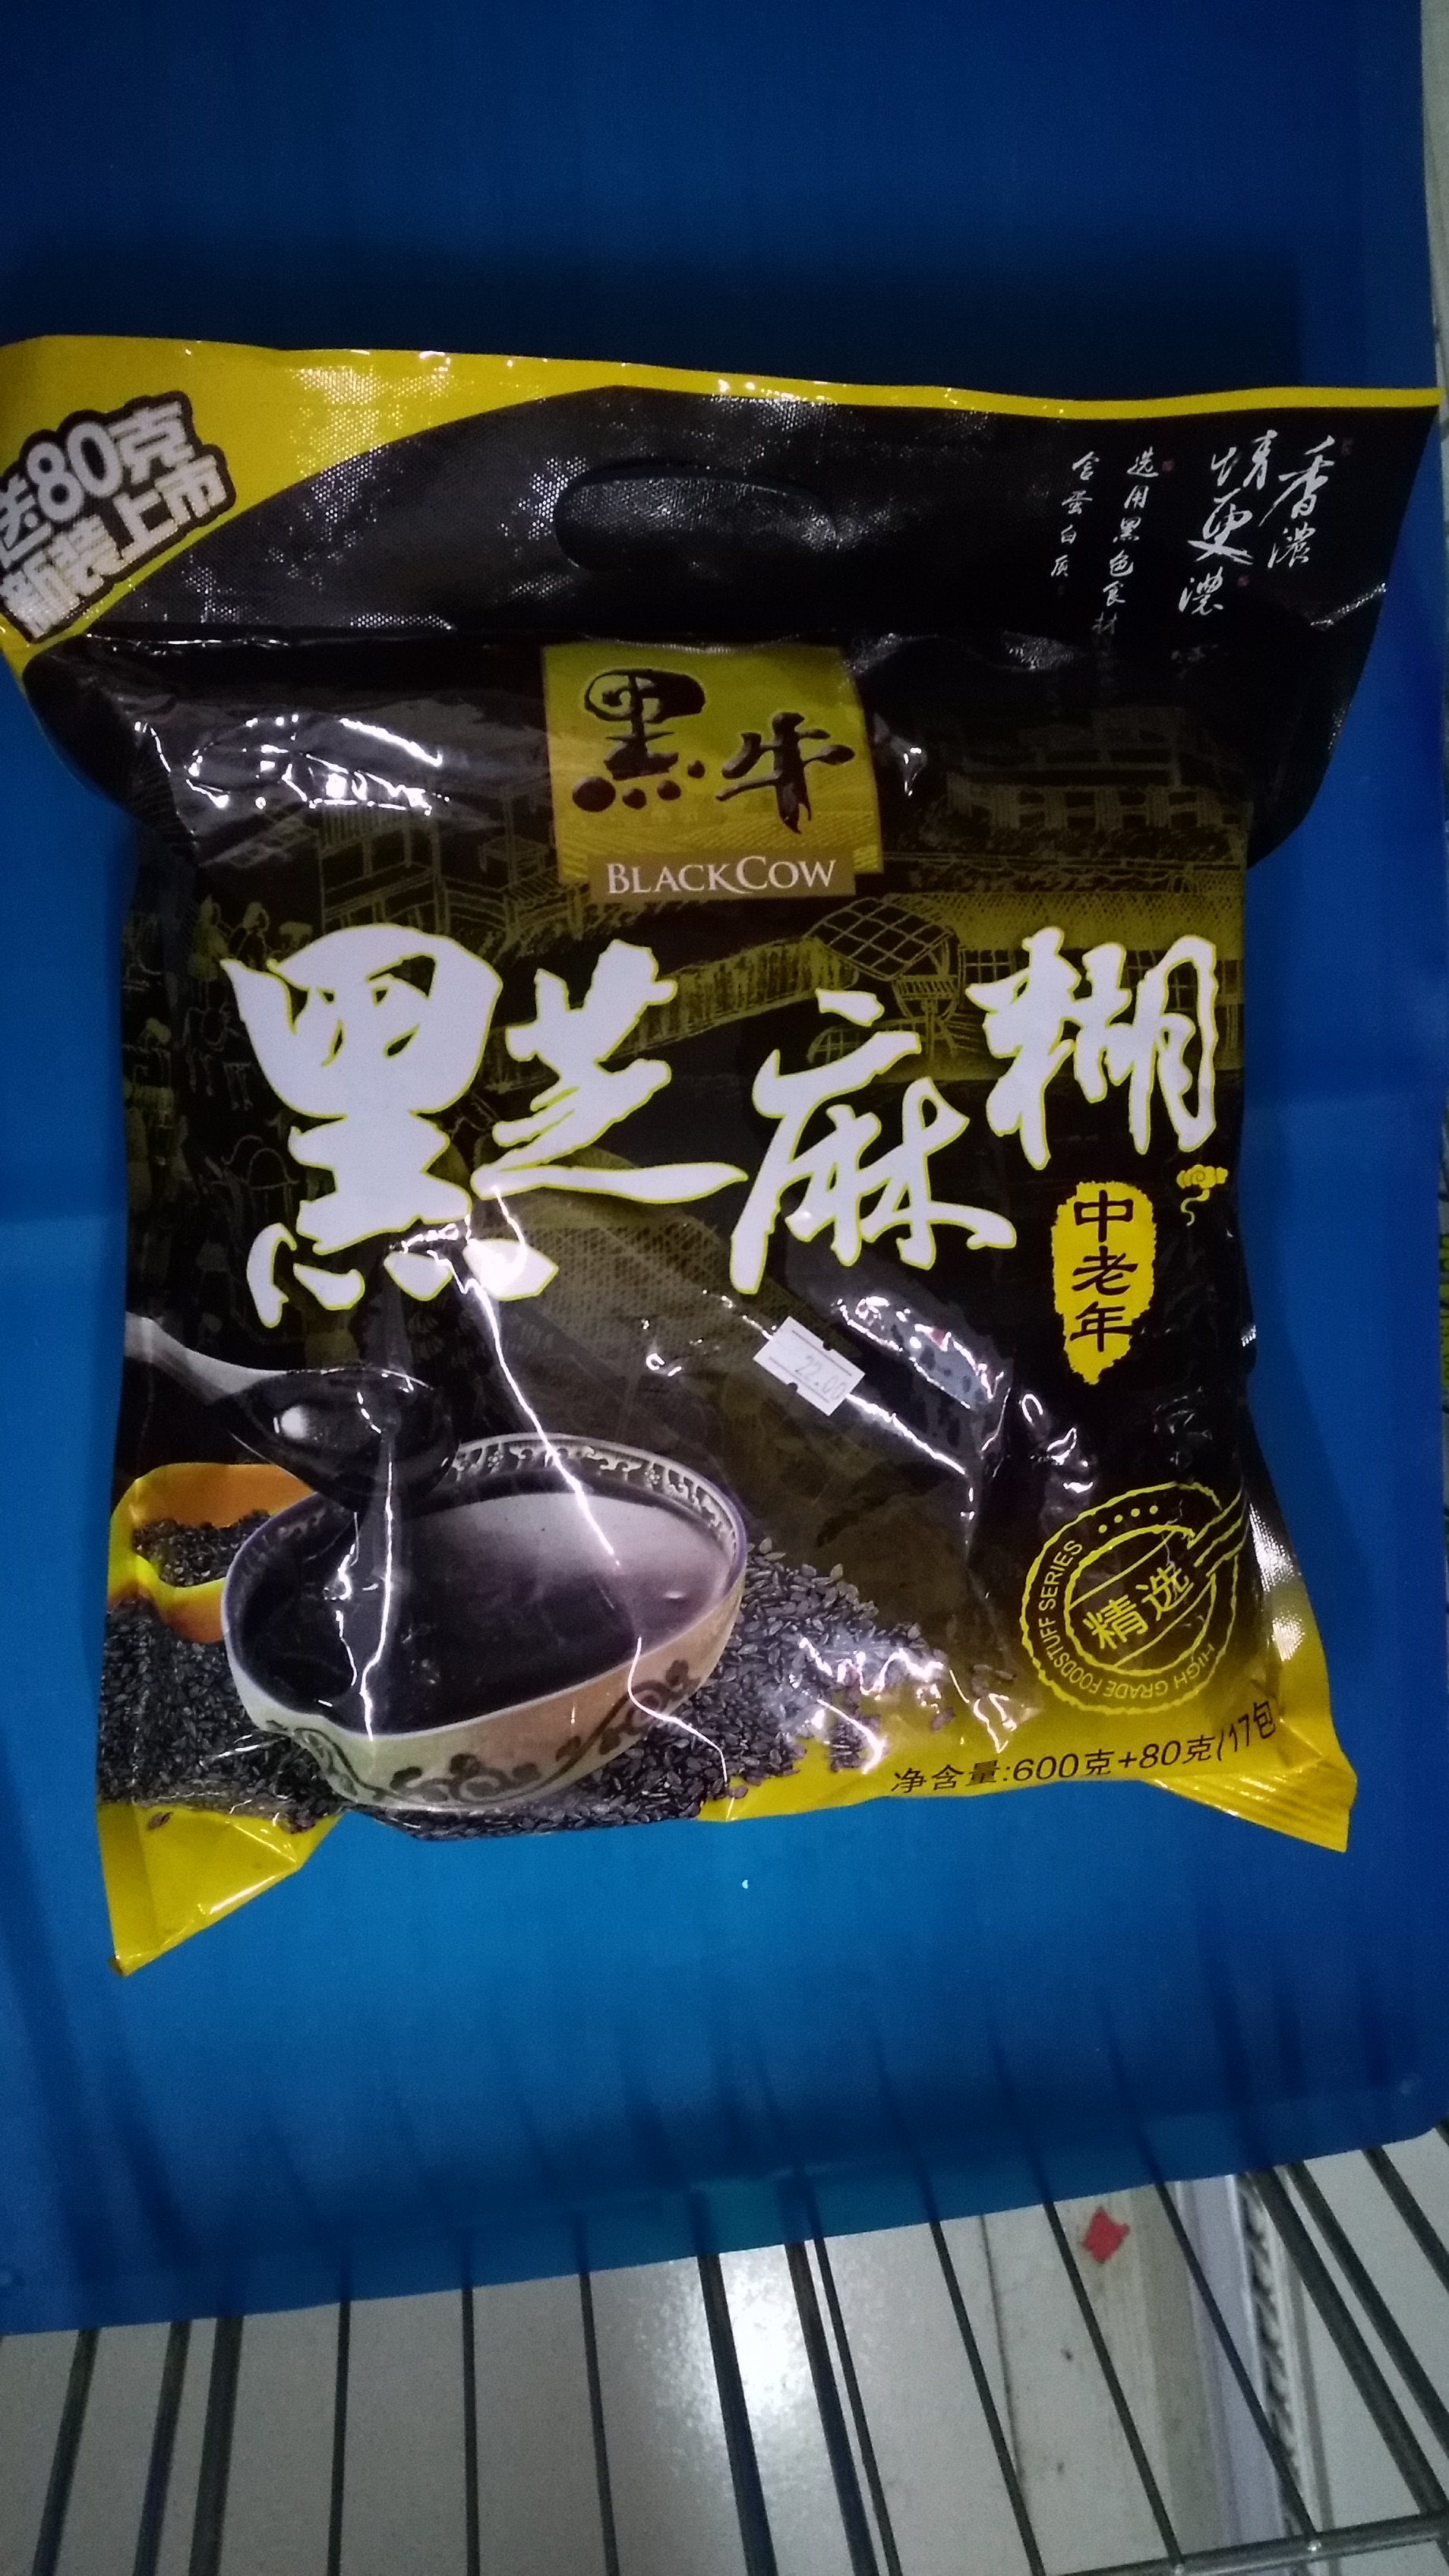 送80克
新装上市
香濃
情更濃
选用黑色食材
含蛋白质
黑牛
BLACKCOW
黑芝麻糊
中老年
22.00
精选
HIGH GRADE FOODSTUFF SERIES
净含量:600克+80克/17包